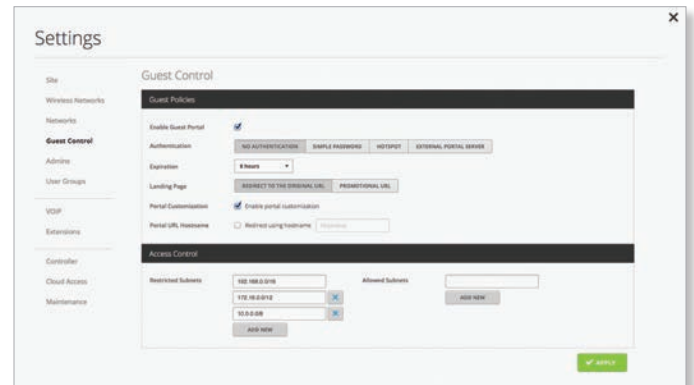 Settings
Site
Wireless Networks
Networks
Guest Control
Admins
User Groups
VOIP
Extensions
Controller
Cloud Access
Maintenance
Guest Control
Guest Policies
Enable Guest Portal
Authentication NO AUTHENTICATION SIMPLE PASSWORD HOTSPOT EXTERNAL PORTAL SERVER
Expiration 8 hours
Landing Page REDIRECT TO THE ORIGINAL URL PROMOTIONAL URL
Portal Customization Enable portal customization
Portal URL Hostname Redirect using hostname
Access Control
Restricted Subnets 192.168.0.0/16 Allowed Subnets
172.16.0.0/12 ADD NEW
10.0.0.0/8
ADD NEW
APPLY